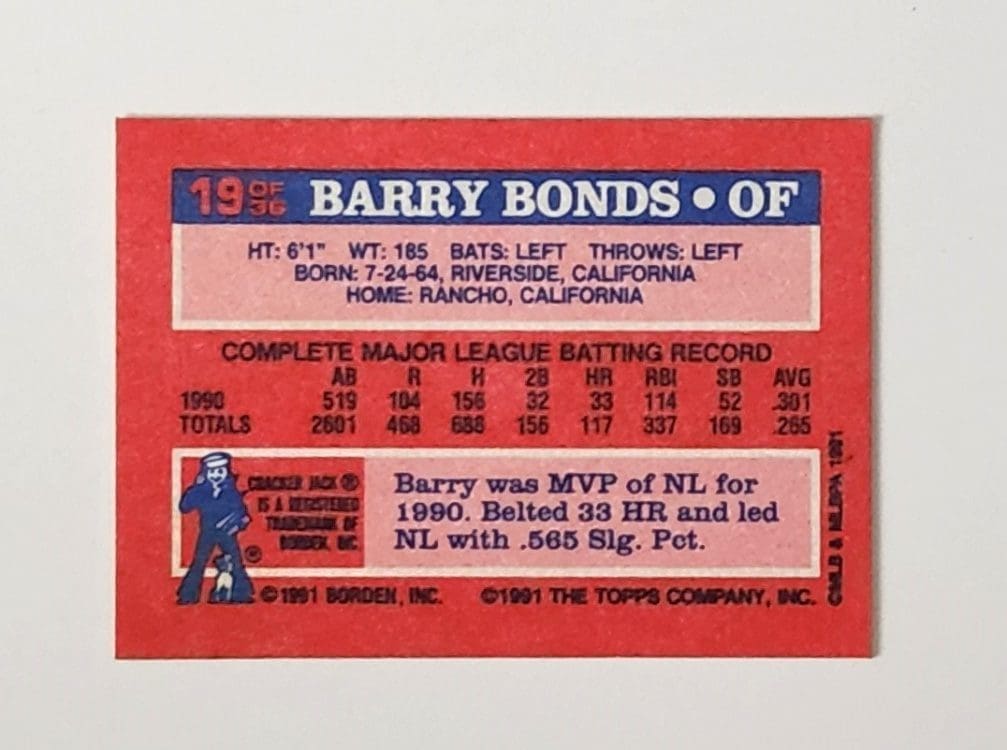 19 OF 36 BARRY BONDS • OF
HT: 6'1" WT: 185 BATS: LEFT THROWS: LEFT
BORN: 7-24-64, RIVERSIDE, CALIFORNIA
HOME: RANCHO, CALIFORNIA
COMPLETE MAJOR LEAGUE BATTING RECORD
AB R H 2B HR RBI SB AVG
1990 519 104 156 32 33 114 52 .301
TOTALS 2601 468 688 156 117 337 169 .265
CRACKER JACK ®
IS A REGISTERED
TRADEMARK OF
BORDEN, INC.
®
Barry was MVP of NL for
1990. Belted 33 HR and led
NL with .565 Slg. Pct.
©1991 BORDEN, INC. ©1991 THE TOPPS COMPANY, INC.
©MLB & MLBPA 1991